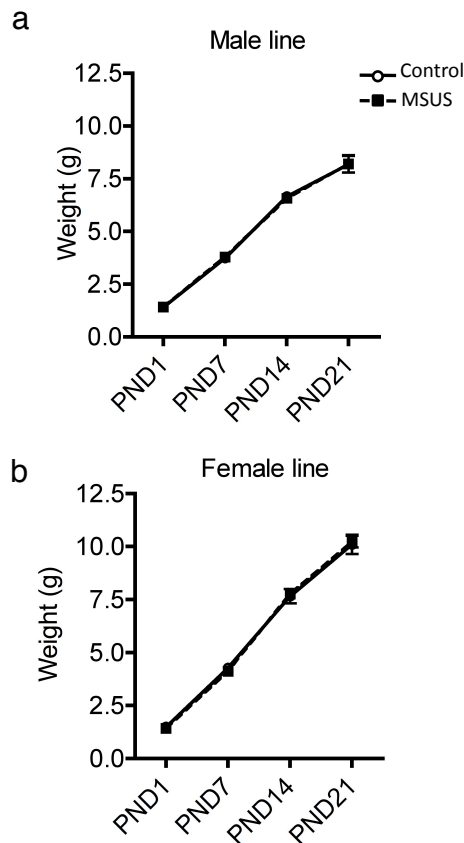 a
Male line
Control
MSUS
Weight (g)
12.5
10.0
7.5
5.0
2.5
0.0
PND1
PND7
PND14
PND21
b
Female line
Weight (g)
12.5
10.0
7.5
5.0
2.5
0.0
PND1
PND7
PND14
PND21